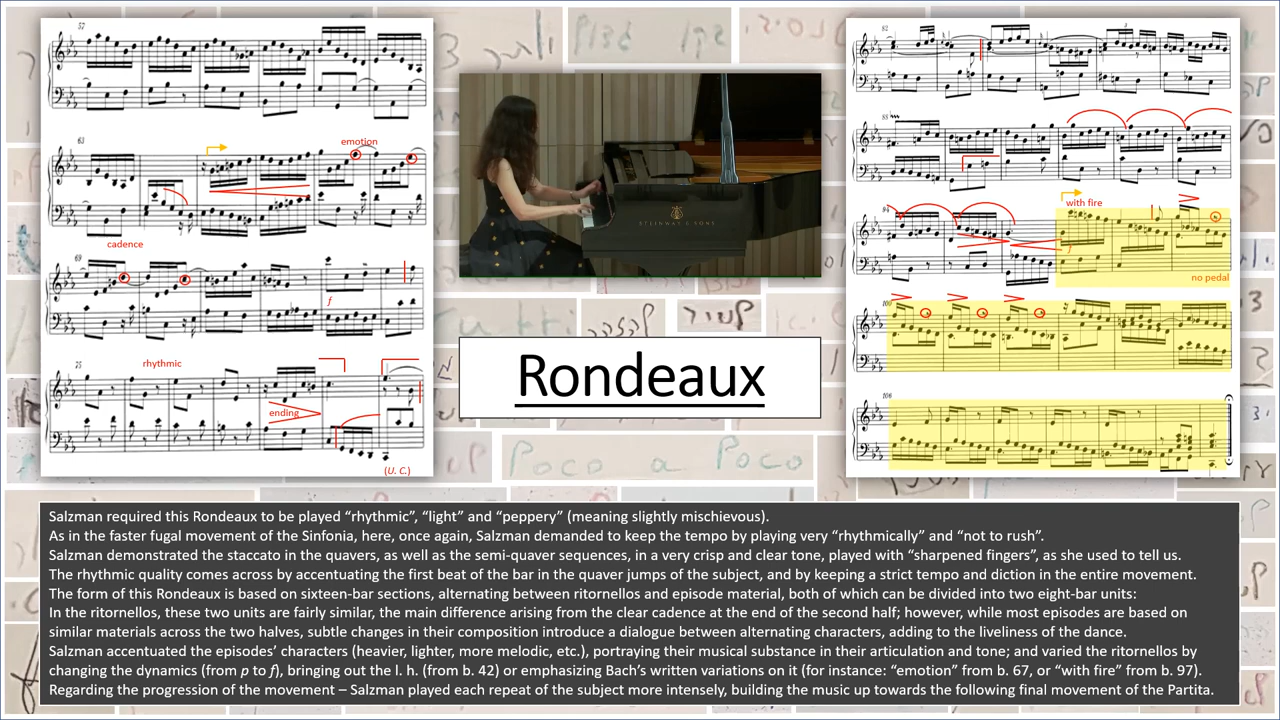 57
63
emotion
cadence
69
f
75
rhythmic
ending
(U. C.)
STEINWAY & SONS
Rondeaux
82
88
94
with fire
f
no pedal
100
106
Poco a Poco
Salzman required this Rondeaux to be played “rhythmic”, “light” and “peppery” (meaning slightly mischievous).
As in the faster fugal movement of the Sinfonia, here, once again, Salzman demanded to keep the tempo by playing very “rhythmically” and “not to rush”.
Salzman demonstrated the staccato in the quavers, as well as the semi-quaver sequences, in a very crisp and clear tone, played with “sharpened fingers”, as she used to tell us.
The rhythmic quality comes across by accentuating the first beat of the bar in the quaver jumps of the subject, and by keeping a strict tempo and diction in the entire movement.
The form of this Rondeaux is based on sixteen-bar sections, alternating between ritornellos and episode material, both of which can be divided into two eight-bar units:
In the ritornellos, these two units are fairly similar, the main difference arising from the clear cadence at the end of the second half; however, while most episodes are based on
similar materials across the two halves, subtle changes in their composition introduce a dialogue between alternating characters, adding to the liveliness of the dance.
Salzman accentuated the episodes’ characters (heavier, lighter, more melodic, etc.), portraying their musical substance in their articulation and tone; and varied the ritornellos by
changing the dynamics (from p to f), bringing out the l. h. (from b. 42) or emphasizing Bach’s written variations on it (for instance: “emotion” from b. 67, or “with fire” from b. 97).
Regarding the progression of the movement – Salzman played each repeat of the subject more intensely, building the music up towards the following final movement of the Partita.